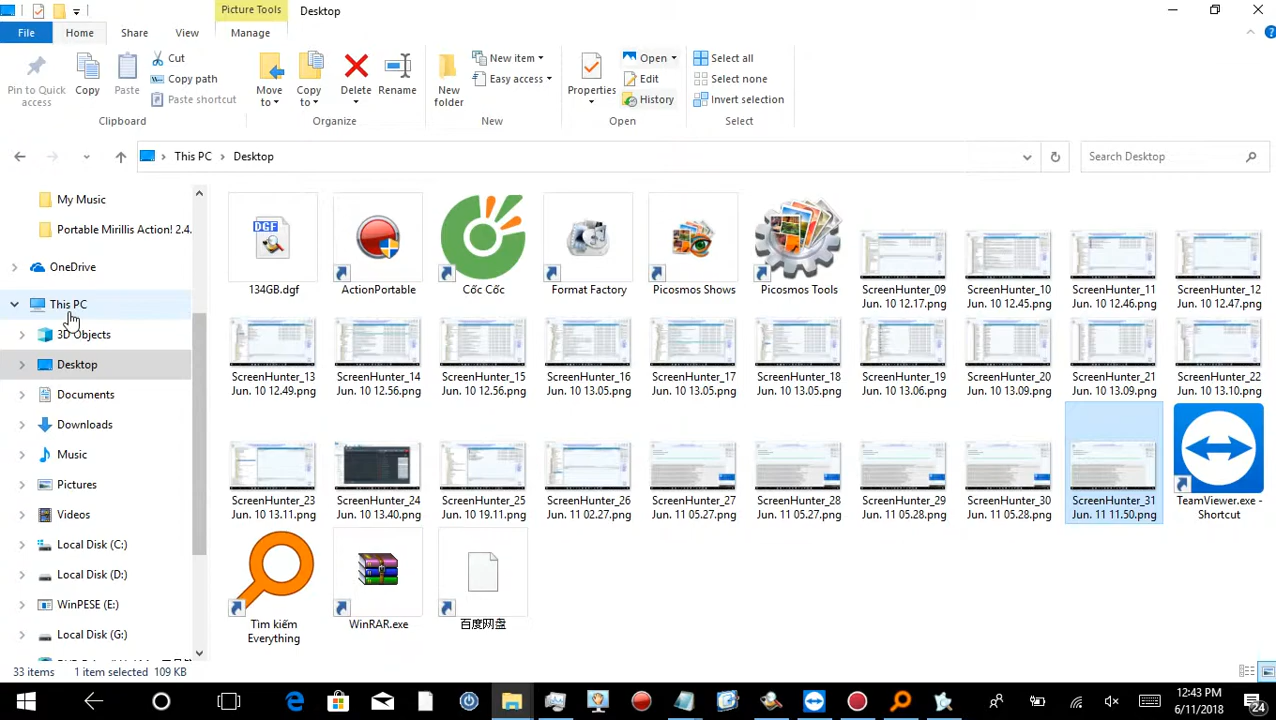 Picture Tools
Desktop
File
Home
Share
View
Manage
Pin to Quick
access
Copy
Paste
Cut
Copy path
Paste shortcut
Clipboard
Move
to
Copy
to
Delete
Rename
Organize
New
folder
New item
Easy access
New
Properties
Open
Edit
History
Open
Select all
Select none
Invert selection
Select
This PC
Desktop
Search Desktop
My Music
Portable Mirillis Action! 2.4.
OneDrive
This PC
3D Objects
Desktop
Documents
Downloads
Music
Pictures
Videos
Local Disk (C:)
Local Disk (D:)
WinPESE (E:)
Local Disk (G:)
DGF
134GB.dgf
ActionPortable
Cốc Cốc
Format Factory
Picosmos Shows
Picosmos Tools
ScreenHunter_09
Jun. 10 12.17.png
ScreenHunter_10
Jun. 10 12.45.png
ScreenHunter_11
Jun. 10 12.46.png
ScreenHunter_12
Jun. 10 12.47.png
ScreenHunter_13
Jun. 10 12.49.png
ScreenHunter_14
Jun. 10 12.56.png
ScreenHunter_15
Jun. 10 12.56.png
ScreenHunter_16
Jun. 10 13.05.png
ScreenHunter_17
Jun. 10 13.05.png
ScreenHunter_18
Jun. 10 13.05.png
ScreenHunter_19
Jun. 10 13.06.png
ScreenHunter_20
Jun. 10 13.09.png
ScreenHunter_21
Jun. 10 13.09.png
ScreenHunter_22
Jun. 10 13.10.png
ScreenHunter_23
Jun. 10 13.11.png
ScreenHunter_24
Jun. 10 13.40.png
ScreenHunter_25
Jun. 10 19.11.png
ScreenHunter_26
Jun. 11 02.27.png
ScreenHunter_27
Jun. 11 05.27.png
ScreenHunter_28
Jun. 11 05.27.png
ScreenHunter_29
Jun. 11 05.28.png
ScreenHunter_30
Jun. 11 05.28.png
ScreenHunter_31
Jun. 11 11.50.png
TeamViewer.exe -
Shortcut
Tìm kiếm
Everything
WinRAR.exe
百度网盘
33 items
1 item selected 109 KB
12:43 PM
6/11/2018
24